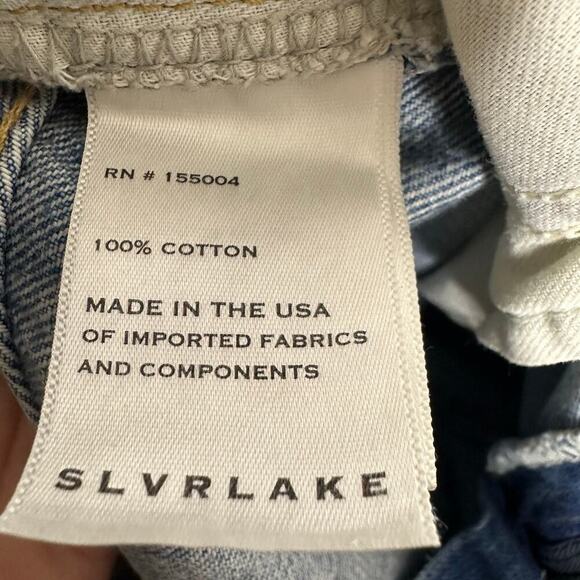 RN # 155004
100% COTTON
MADE IN THE USA
OF IMPORTED FABRICS
AND COMPONENTS
SLVRLAKE